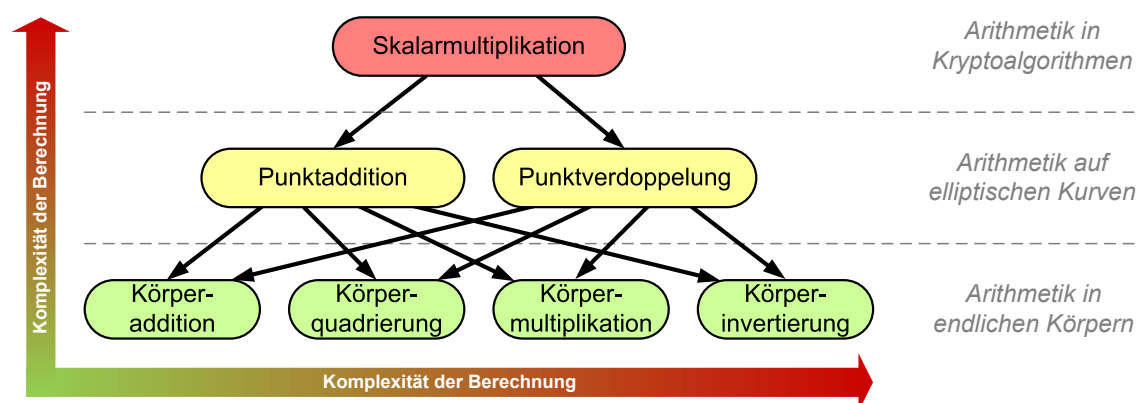 Skalarmultiplikation
Arithmetik in
Kryptoalgorithmen
Komplexität der Berechnung
Punktaddition
Punktverdoppelung
Arithmetik auf
elliptischen Kurven
Körper-
addition
Körper-
quadrierung
Körper-
multiplikation
Körper-
invertierung
Arithmetik in
endlichen Körpern
Komplexität der Berechnung